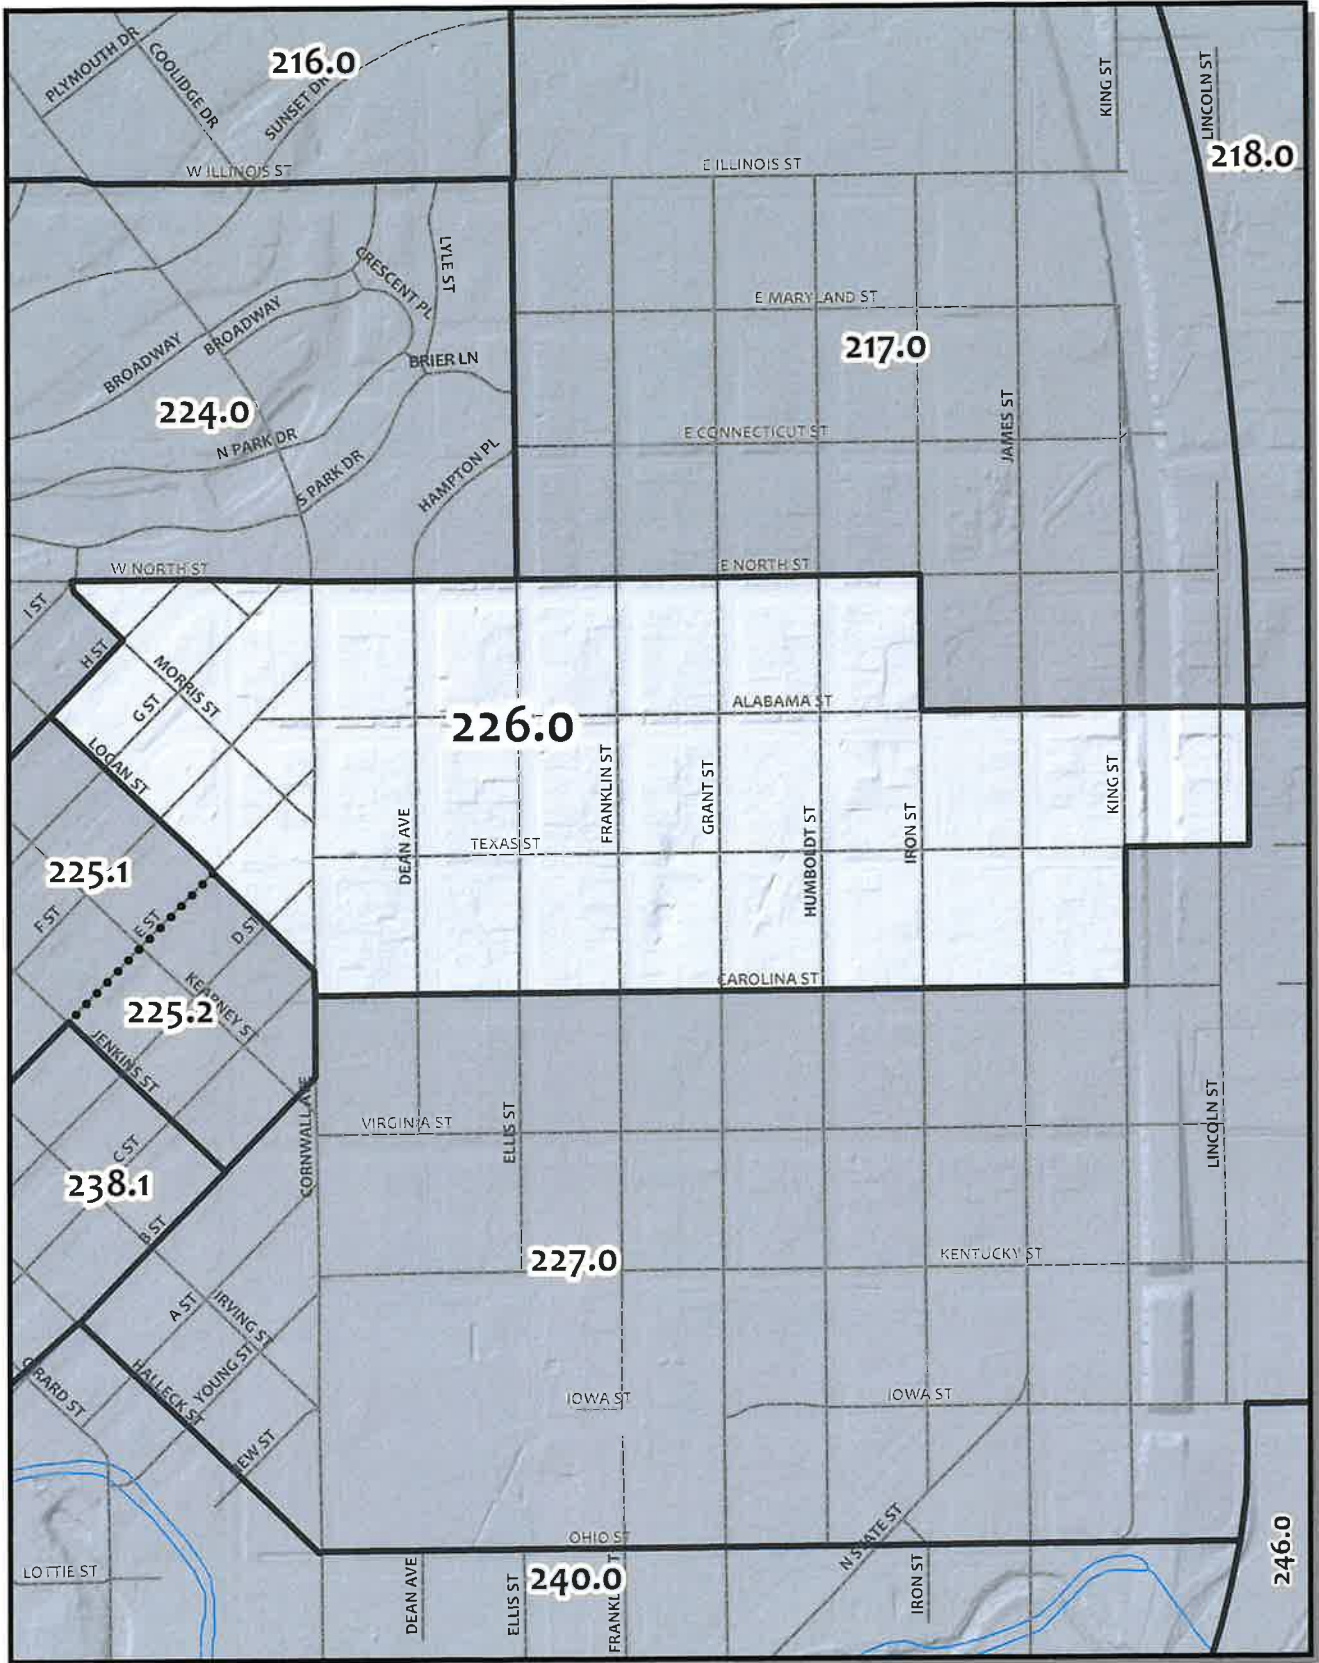 PLYMOUTH DR
COOLIDGE DR
216.0
SUNSET DR
KING ST
LINCOLN ST
218.0
W ILLINOIS ST
E ILLINOIS ST
LYLE ST
CRESCENT PL
E MARYLAND ST
BROADWAY
BROADWAY
217.0
BRIER LN
224.0
JAMES ST
N PARK DR
E CONNECTICUT ST
S PARK DR
HAMPTON PL
W NORTH ST
E NORTH ST
I ST
H ST
MORRIS ST
G ST
ALABAMA ST
226.0
LOGAN ST
FRANKLIN ST
GRANT ST
KING ST
DEAN AVE
TEXAS ST
HUMBOLDT ST
IRON ST
225.1
F ST
E ST
D ST
CAROLINA ST
KEARNEY ST
225.2
JENKINS ST
CORNWALL AVE
VIRGINIA ST
ELLIS ST
LINCOLN ST
C ST
238.1
B ST
227.0
KENTUCKY ST
A ST
IRVING ST
YOUNG ST
HALLECK ST
GIRARD ST
IOWA ST
IOWA ST
NEW ST
OHIO ST
N STATE ST
246.0
LOTTIE ST
DEAN AVE
ELLIS ST
240.0
FRANKLIN ST
IRON ST